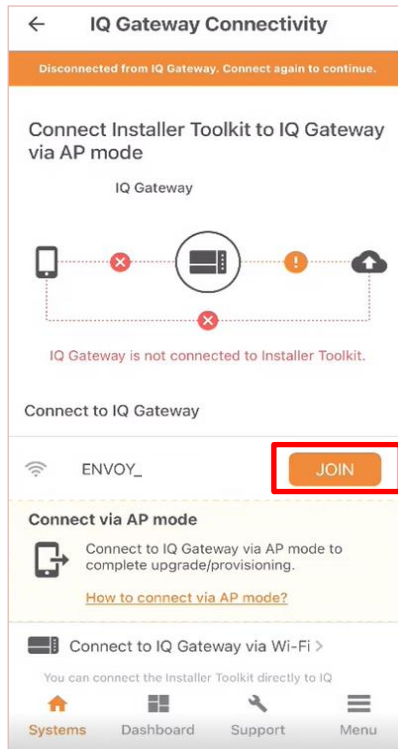 IQ Gateway Connectivity
Disconnected from IQ Gateway. Connect again to continue.
Connect Installer Toolkit to IQ Gateway
via AP mode
IQ Gateway
IQ Gateway is not connected to Installer Toolkit.
Connect to IQ Gateway
ENVOY_
JOIN
Connect via AP mode
Connect to IQ Gateway via AP mode to
complete upgrade/provisioning.
How to connect via AP mode?
Connect to IQ Gateway via Wi-Fi >
You can connect the Installer Toolkit directly to IQ
Systems Dashboard Support Menu